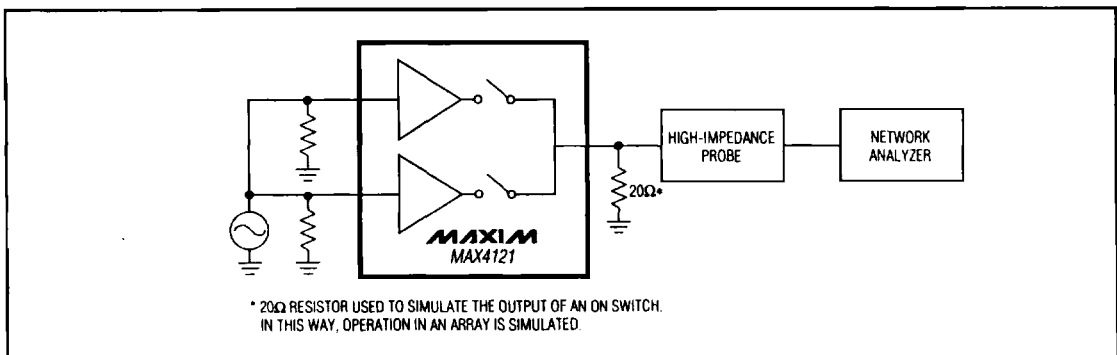 HIGH-IMPEDANCE
PROBE
NETWORK
ANALYZER
20Ω*
MAXIM
MAX4121
* 20Ω RESISTOR USED TO SIMULATE THE OUTPUT OF AN ON SWITCH.
IN THIS WAY, OPERATION IN AN ARRAY IS SIMULATED.